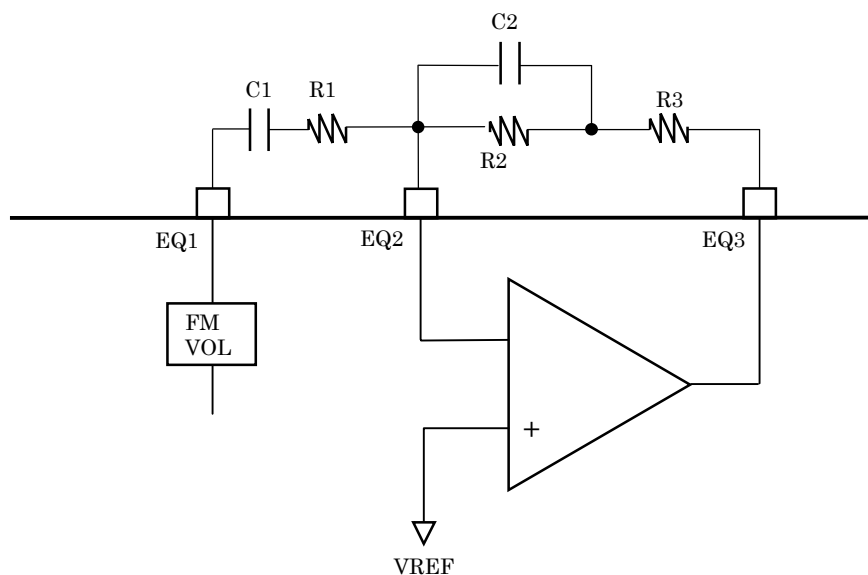 C2
C1
R1
R3
R2
EQ1
EQ2
EQ3
FM
VOL
+
VREF